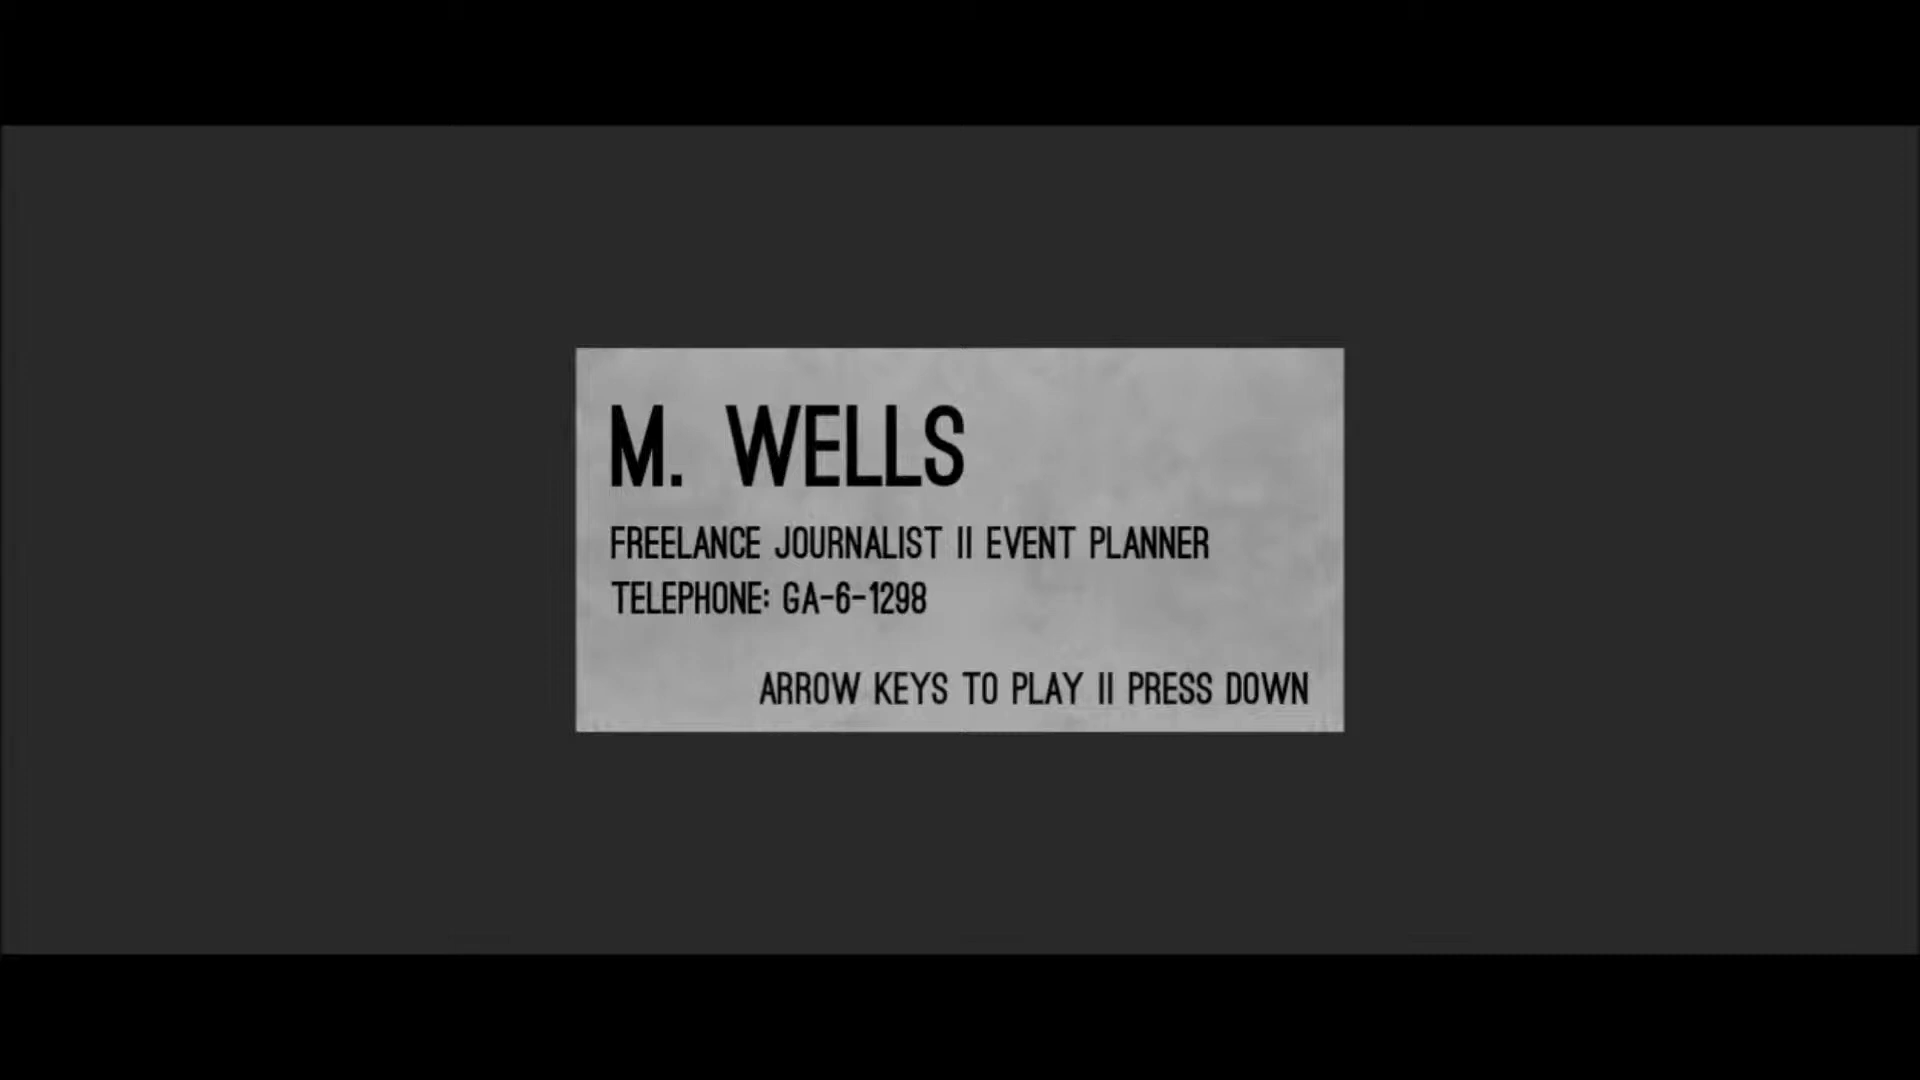 M. WELLS
FREELANCE JOURNALIST II EVENT PLANNER
TELEPHONE: GA-6-1298
ARROW KEYS TO PLAY II PRESS DOWN